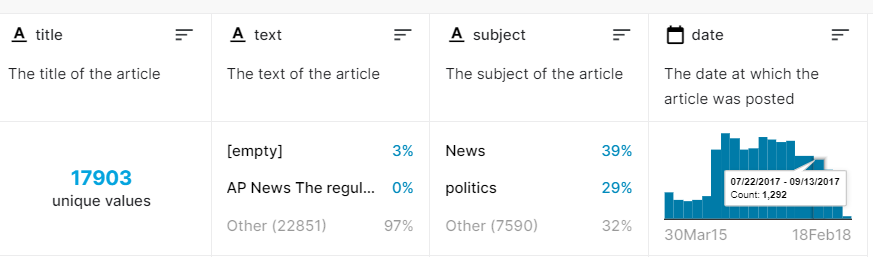 A title
The title of the article
17903
unique values
A text
The text of the article
[empty] 3%
AP News The regul... 0%
Other (22851) 97%
A subject
The subject of the article
News 39%
politics 29%
Other (7590) 32%
date
The date at which the
article was posted
07/22/2017 - 09/13/2017
Count: 1,292
30Mar15 18Feb18